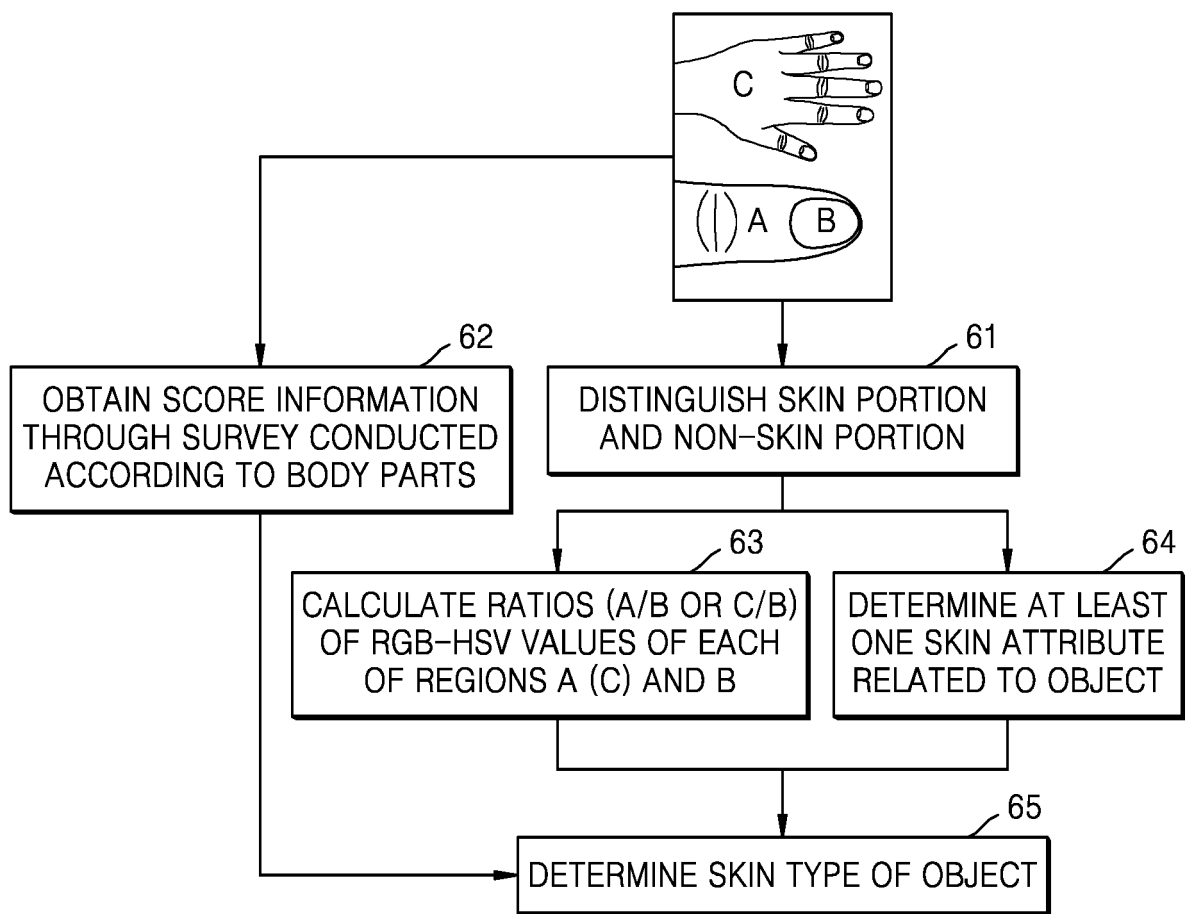 C
A
B
62
OBTAIN SCORE INFORMATION
THROUGH SURVEY CONDUCTED
ACCORDING TO BODY PARTS
61
DISTINGUISH SKIN PORTION
AND NON-SKIN PORTION
63
CALCULATE RATIOS (A/B OR C/B)
OF RGB-HSV VALUES OF EACH
OF REGIONS A (C) AND B
64
DETERMINE AT LEAST
ONE SKIN ATTRIBUTE
RELATED TO OBJECT
65
DETERMINE SKIN TYPE OF OBJECT